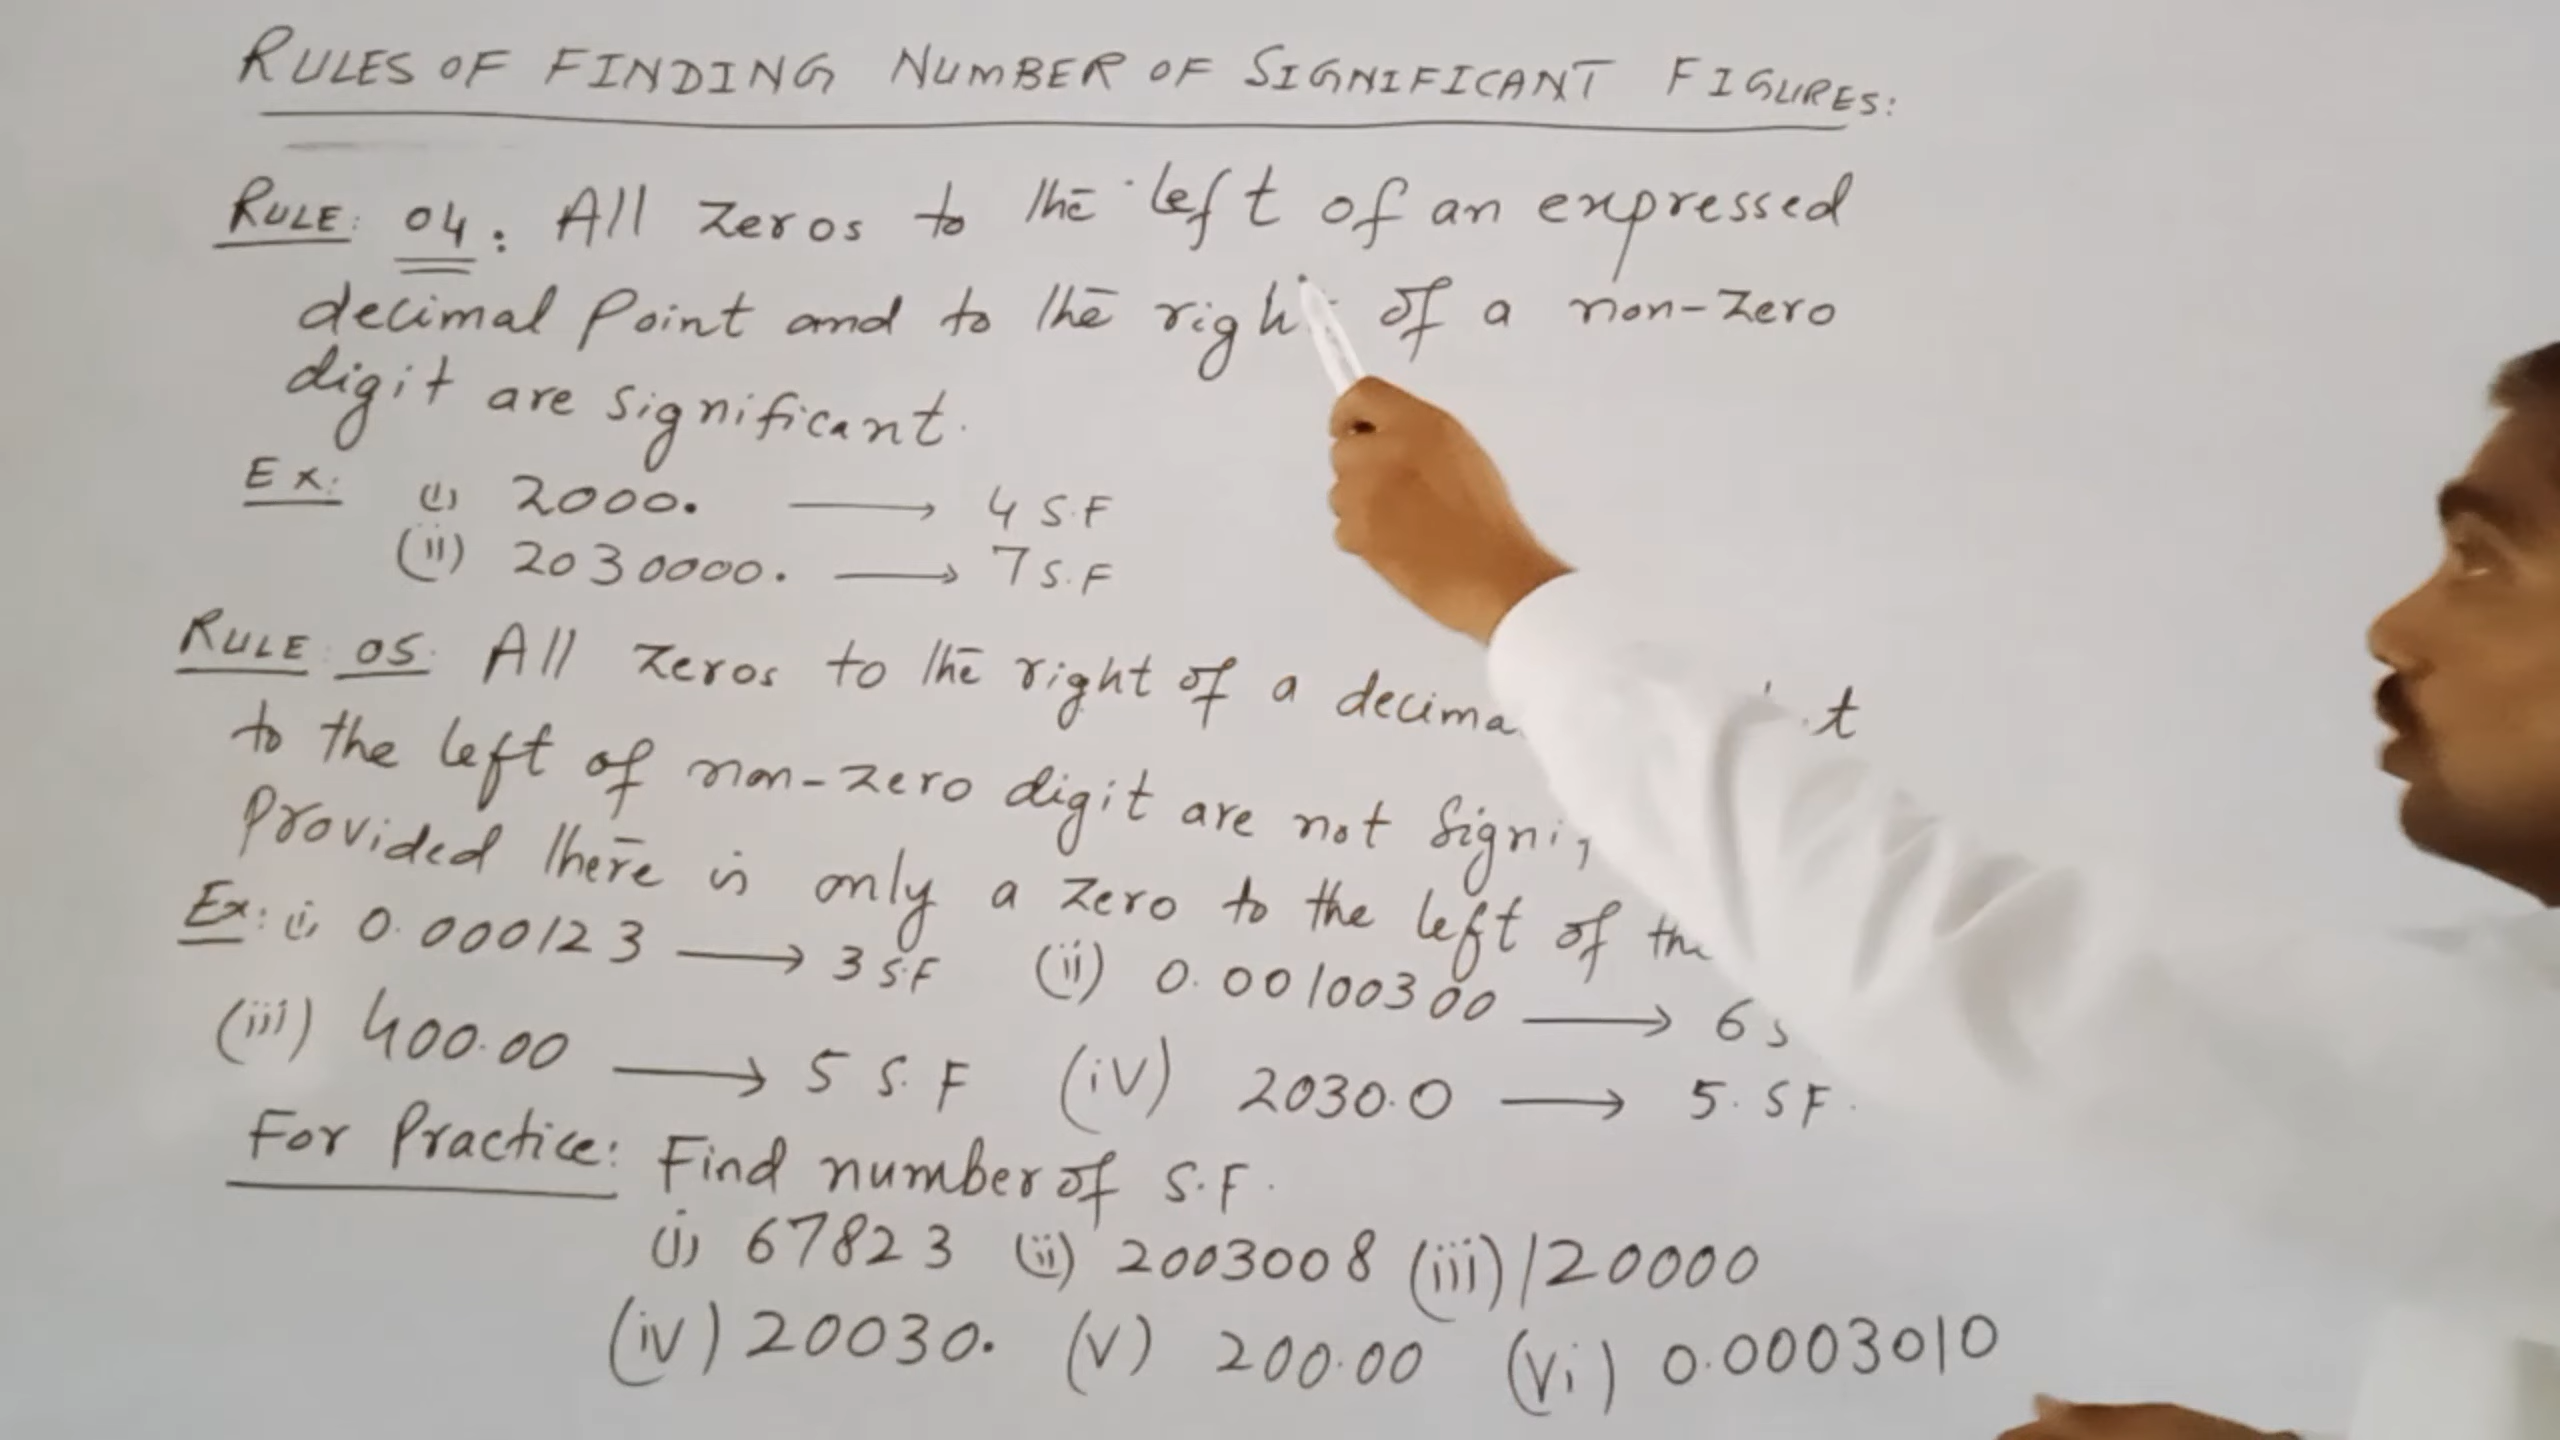 RULES OF FINDING NUMBER OF SIGNIFICANT FIGURES:
RULE: 04: All zeros to the left of an expressed
decimal point and to the right of a non-zero
digit are significant.
Ex: (i) 2000. → 4 S.F
(ii) 2030000. → 7 S.F
RULE: 05: All zeros to the right of a
to the left of non-zero digit are not
Provided there is only a zero to the left of
Ex: (i) 0.000123 → 3 S.F (ii) 0.00100300 → 6
(iii) 400.00 → 5 S.F (iv) 2030.0 → 5. S F.
For Practice: Find number of S.F.
(i) 67823 (ii) 2003008 (iii) 120000
(iv) 20030. (V) 200.00 (Vi) 0.0003010